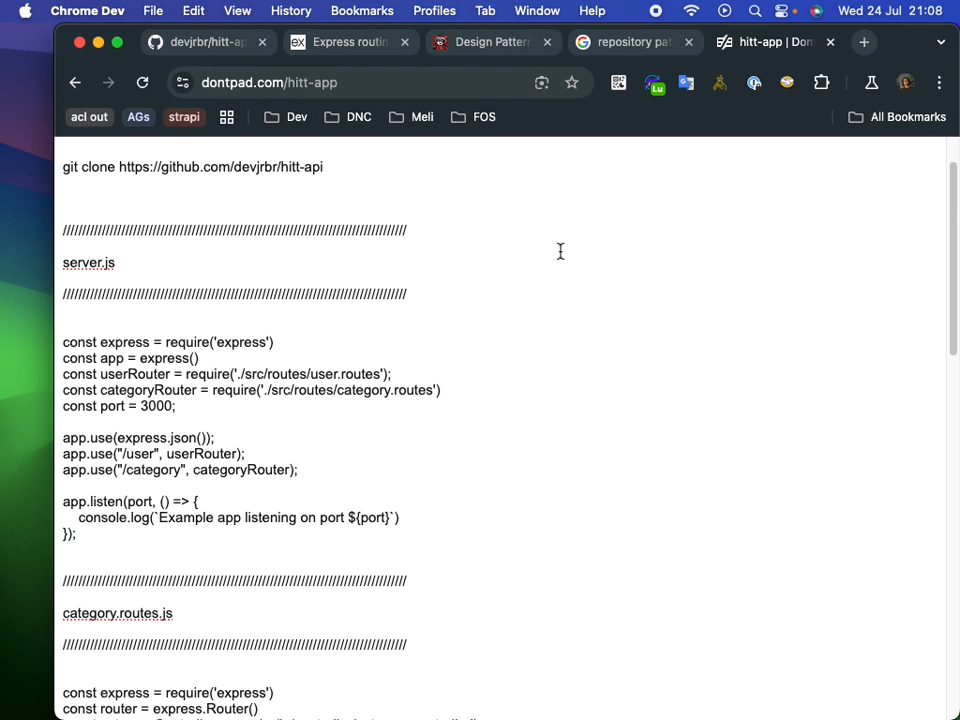 Chrome Dev File Edit View History Bookmarks Profiles Tab Window Help Wed 24 Jul 21:08
devjrbr/hitt-ap Express routin Design Pattern repository pat hitt-app | Don
dontpad.com/hitt-app Lu
acl out AGs strapi Dev DNC Meli FOS All Bookmarks
git clone https://github.com/devjrbr/hitt-api
////////////////////////////////////////////////////////////////////////////////////////
server.js
////////////////////////////////////////////////////////////////////////////////////////
const express = require('express')
const app = express()
const userRouter = require('./src/routes/user.routes');
const categoryRouter = require('./src/routes/category.routes')
const port = 3000;
app.use(express.json());
app.use("/user", userRouter);
app.use("/category", categoryRouter);
app.listen(port, () => {
console.log(`Example app listening on port ${port}`)
});
////////////////////////////////////////////////////////////////////////////////////////
category.routes.js
////////////////////////////////////////////////////////////////////////////////////////
const express = require('express')
const router = express.Router()